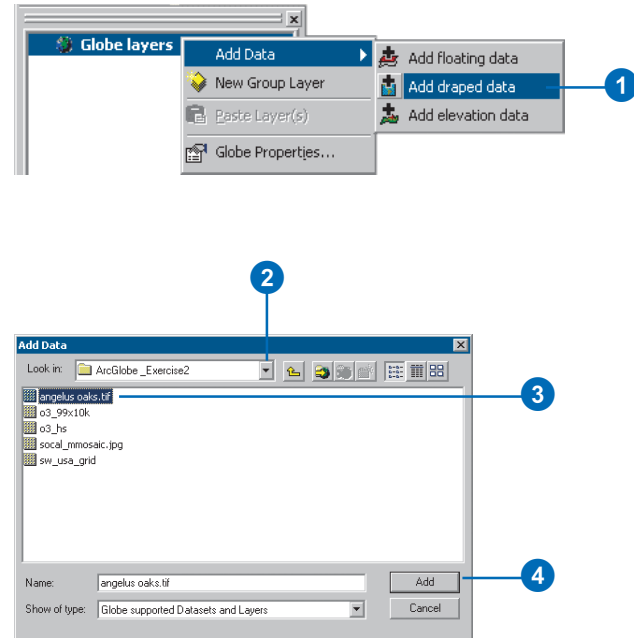 Globe layers
Add Data
New Group Layer
Paste Layer(s)
Globe Properties...
Add floating data
Add draped data
Add elevation data
1
2
Add Data
Look in: ArcGlobe _Exercise2
angelus oaks.tif
o3_99x10k
o3_hs
socal_mmosaic.jpg
sw_usa_grid
3
Name: angelus oaks.tif Add
4
Show of type: Globe supported Datasets and Layers Cancel